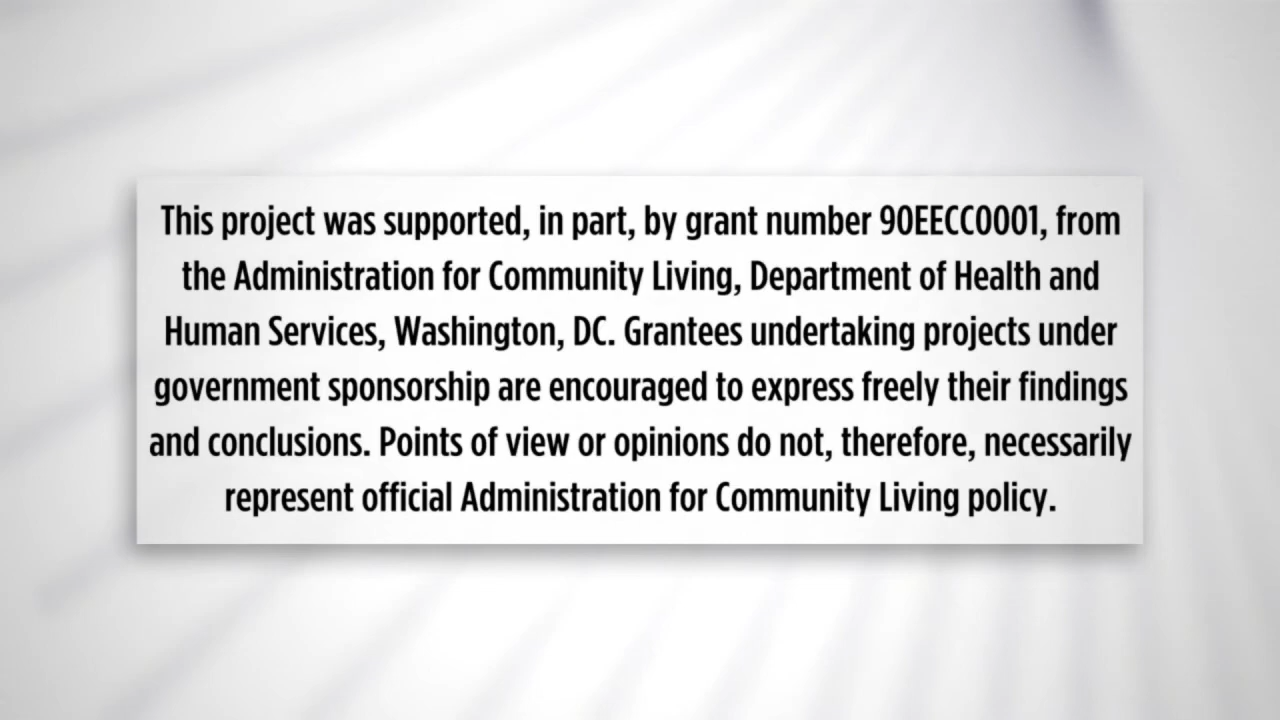 This project was supported, in part, by grant number 90EECC0001, from
the Administration for Community Living, Department of Health and
Human Services, Washington, DC. Grantees undertaking projects under
government sponsorship are encouraged to express freely their findings
and conclusions. Points of view or opinions do not, therefore, necessarily
represent official Administration for Community Living policy.